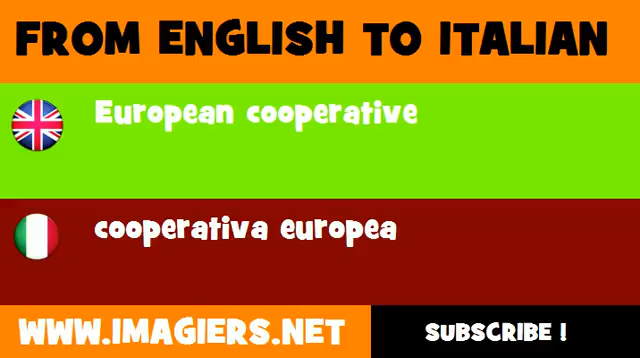 FROM ENGLISH TO ITALIAN
European cooperative
cooperativa europea
WWW.IMAGIERS.NET
SUBSCRIBE !